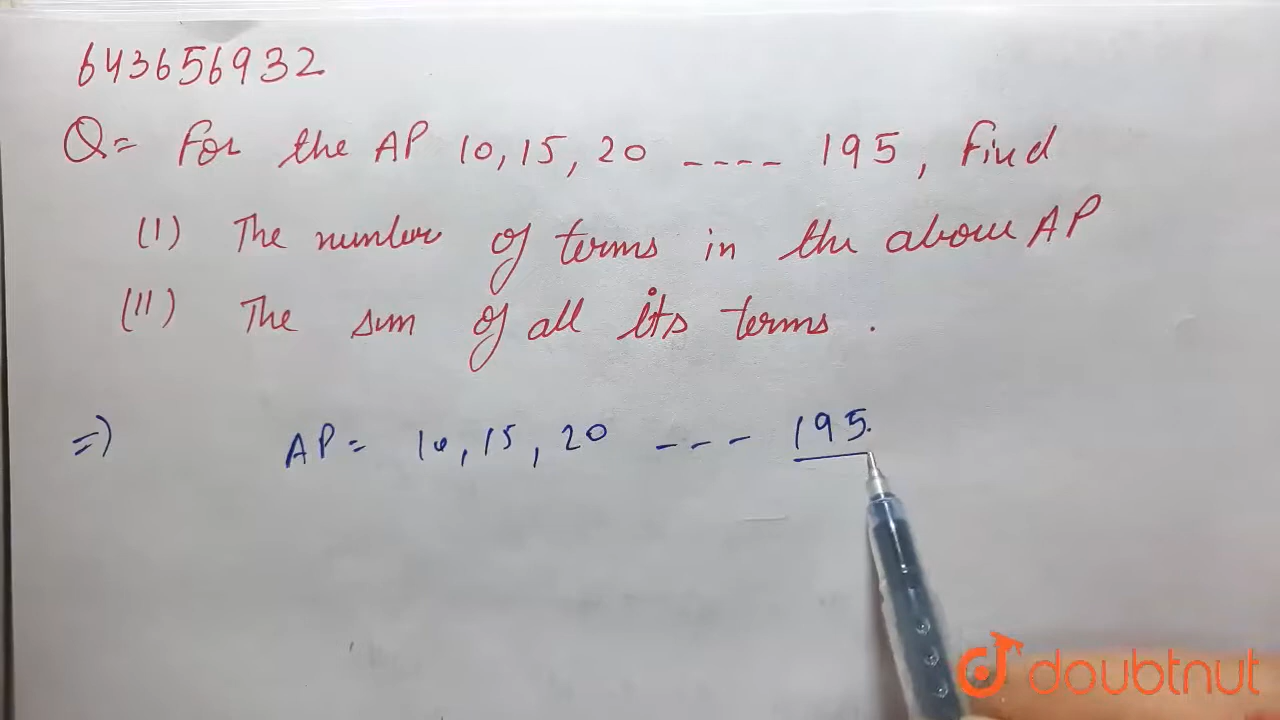 643656932
Q= For the AP 10, 15, 20 ---- 195, Find
(I) The number of terms in the above AP
(II) The sum of all its terms.
=) AP = 10, 15, 20 --- 195.
doubtnut